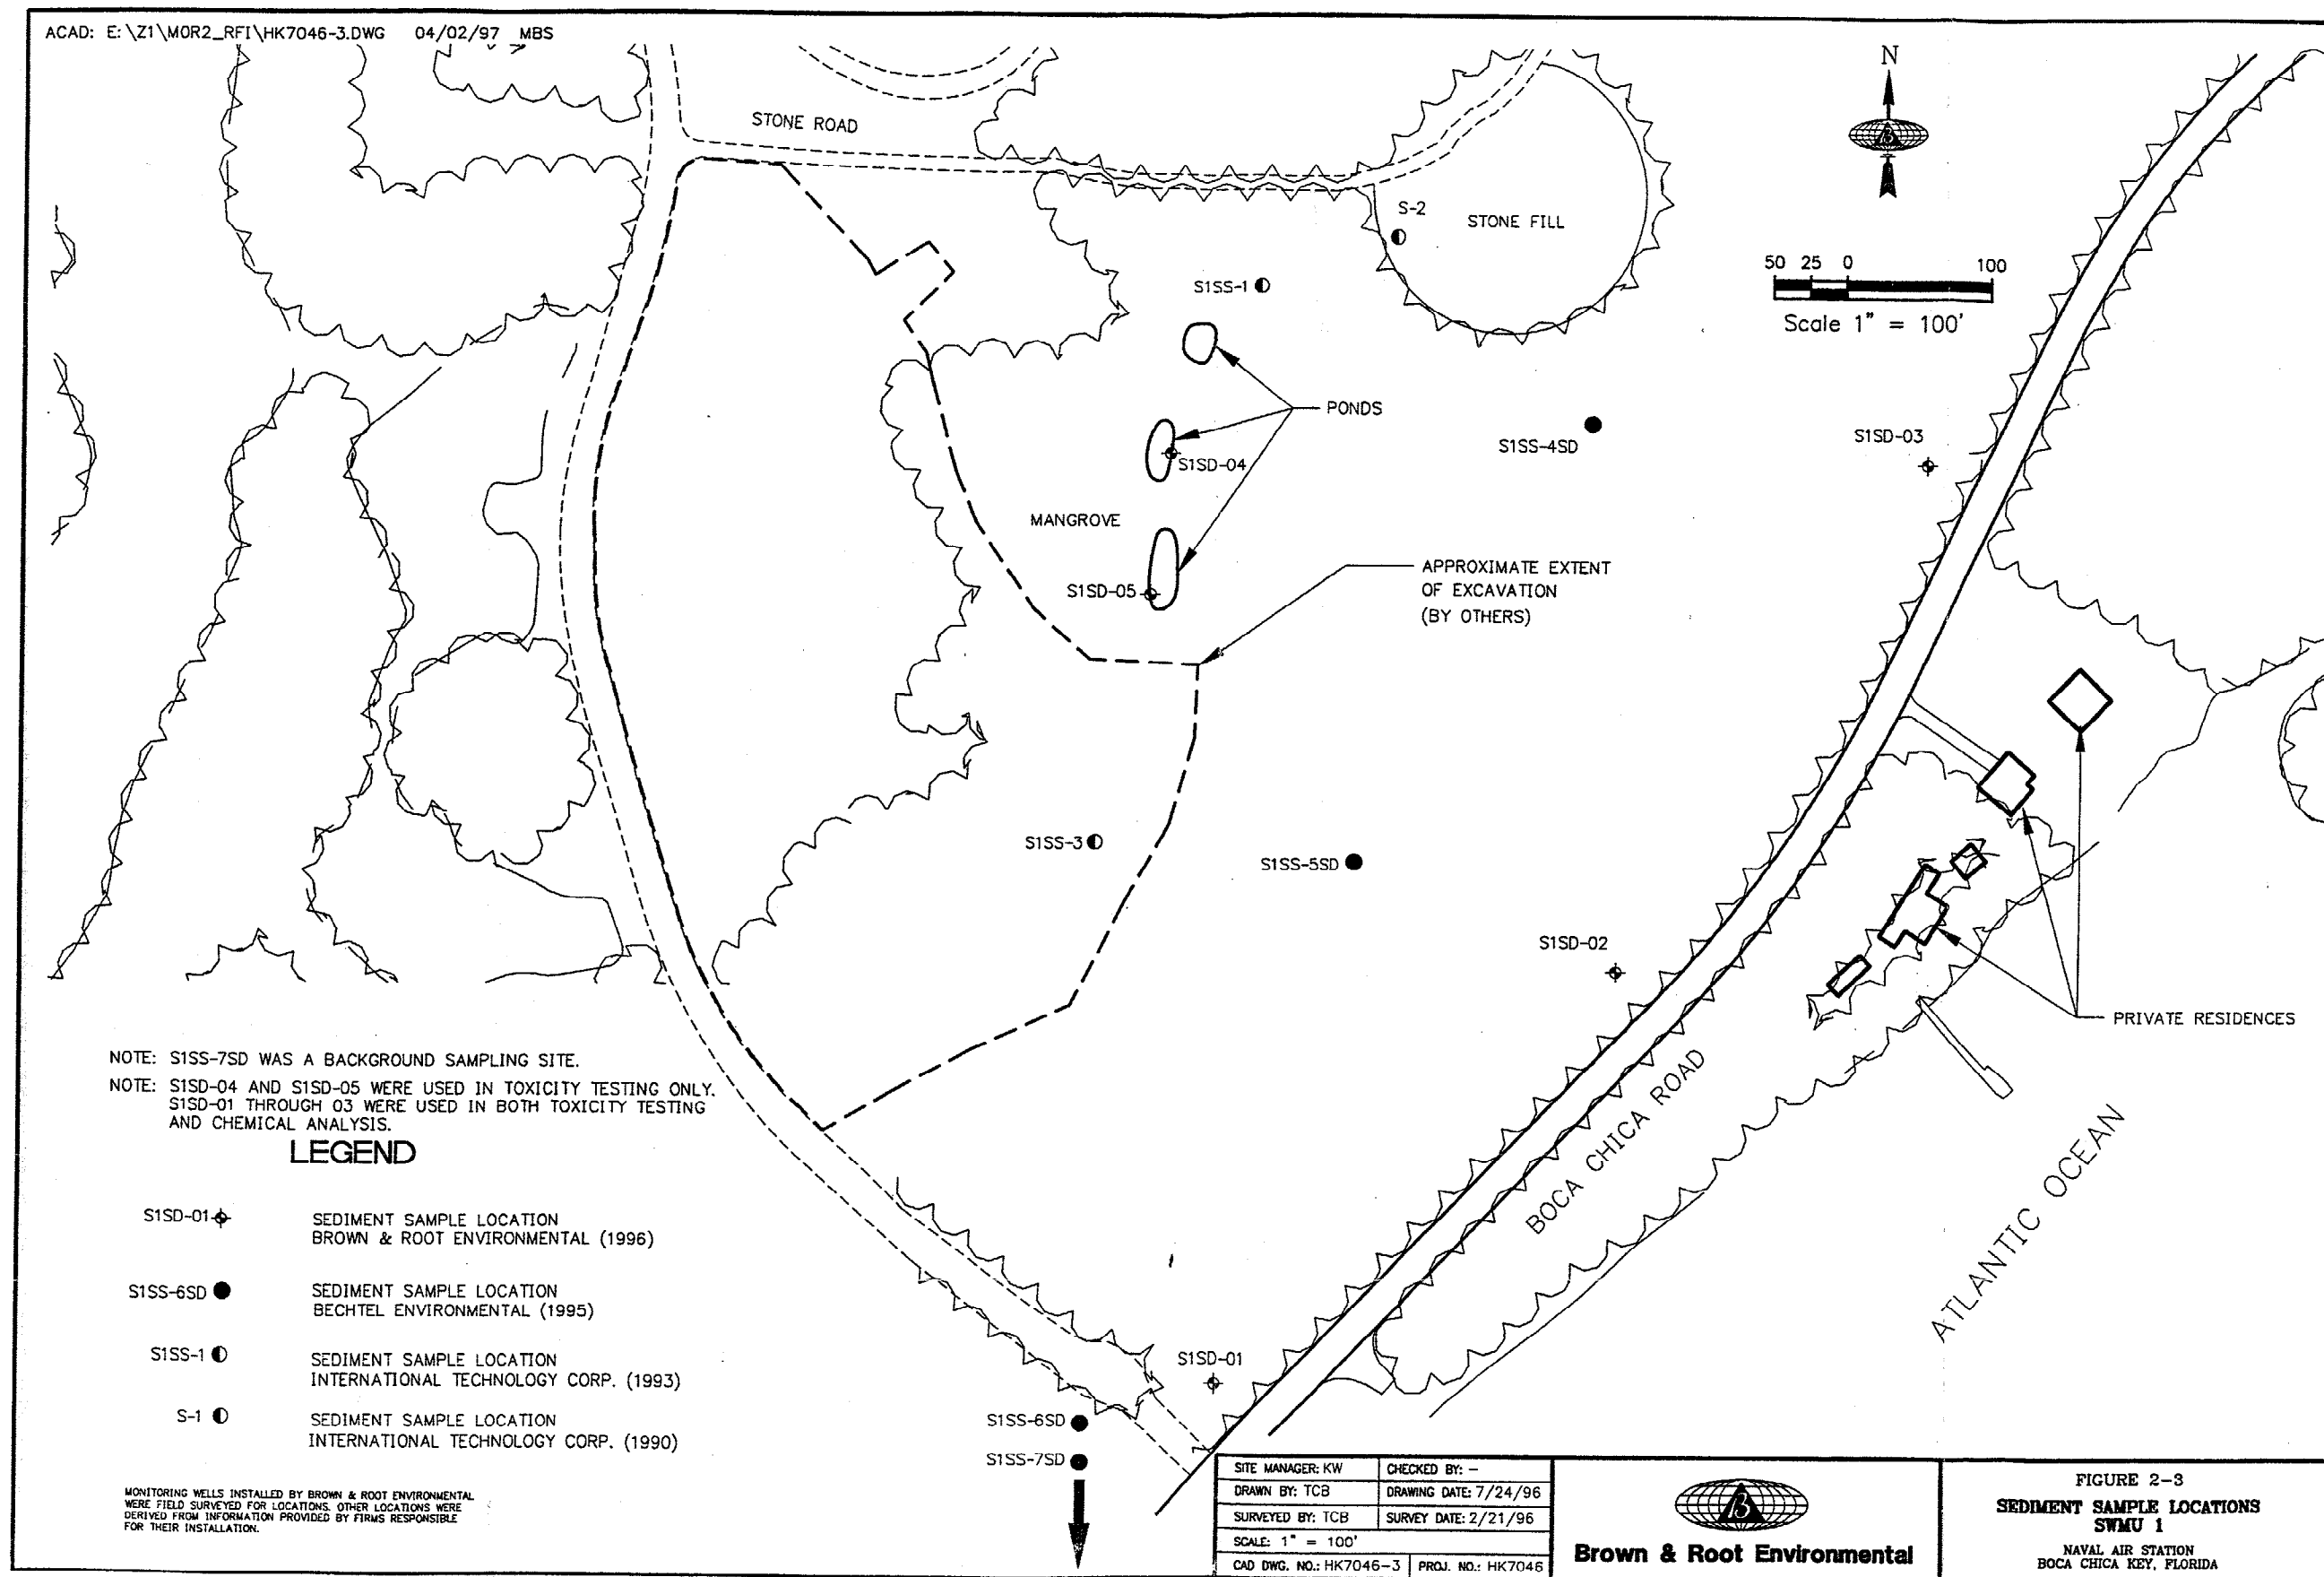 ACAD: E:\Z1\MOR2_RFI\HK7046-3.DWG 04/02/97 MBS
N
STONE ROAD
S-2
STONE FILL
S1SS-1
50 25 0 100
Scale 1" = 100'
PONDS
S1SS-4SD
S1SD-03
S1SD-04
MANGROVE
S1SD-05
APPROXIMATE EXTENT
OF EXCAVATION
(BY OTHERS)
S1SS-3
S1SS-5SD
S1SD-02
PRIVATE RESIDENCES
BOCA CHICA ROAD
ATLANTIC OCEAN
S1SD-01
S1SS-6SD
S1SS-7SD
NOTE: S1SS-7SD WAS A BACKGROUND SAMPLING SITE.
NOTE: S1SD-04 AND S1SD-05 WERE USED IN TOXICITY TESTING ONLY.
S1SD-01 THROUGH 03 WERE USED IN BOTH TOXICITY TESTING
AND CHEMICAL ANALYSIS.
LEGEND
S1SD-01 SEDIMENT SAMPLE LOCATION
BROWN & ROOT ENVIRONMENTAL (1996)
S1SS-6SD SEDIMENT SAMPLE LOCATION
BECHTEL ENVIRONMENTAL (1995)
S1SS-1 SEDIMENT SAMPLE LOCATION
INTERNATIONAL TECHNOLOGY CORP. (1993)
S-1 SEDIMENT SAMPLE LOCATION
INTERNATIONAL TECHNOLOGY CORP. (1990)
MONITORING WELLS INSTALLED BY BROWN & ROOT ENVIRONMENTAL
WERE FIELD SURVEYED FOR LOCATIONS. OTHER LOCATIONS WERE
DERIVED FROM INFORMATION PROVIDED BY FIRMS RESPONSIBLE
FOR THEIR INSTALLATION.
SITE MANAGER: KW CHECKED BY: -
DRAWN BY: TCB DRAWING DATE: 7/24/96
SURVEYED BY: TCB SURVEY DATE: 2/21/96
SCALE: 1" = 100'
CAD DWG. NO.: HK7046-3 PROJ. NO.: HK7046
Brown & Root Environmental
FIGURE 2-3
SEDIMENT SAMPLE LOCATIONS
SWMU 1
NAVAL AIR STATION
BOCA CHICA KEY, FLORIDA